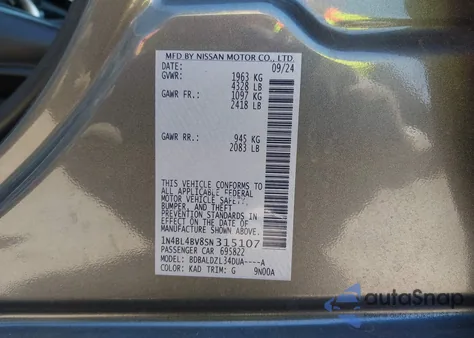 MFD BY NISSAN MOTOR CO., LTD.
DATE: 09/24
GVWR: 1963 KG
4328 LB
GAWR FR: 1097 KG
2418 LB
GAWR RR: 945 KG
2083 LB
THIS VEHICLE CONFORMS TO
ALL APPLICABLE FEDERAL
MOTOR VEHICLE SAFETY,
BUMPER, AND THEFT
PREVENTION STANDARDS IN
EFFECT ON THE DATE OF
MANUFACTURE SHOWN ABOVE.
1N4BL4BV8SN315107
PASSENGER CAR 695822
MODEL: BDBALDZL34DUA----A
COLOR: KAD TRIM: G 9N00A
autoSnap